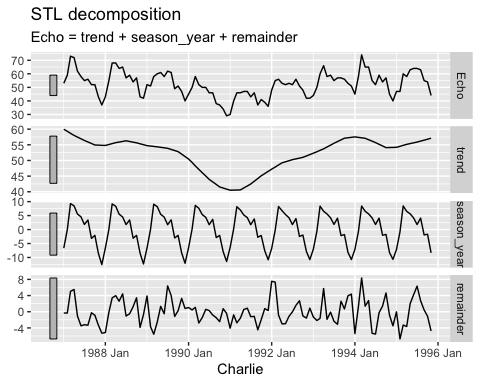 STL decomposition
Echo = trend + season_year + remainder
70
60
50
40
30
Echo
60
55
50
45
40
trend
10
5
0
-5
-10
season_year
8
4
0
-4
remainder
1988 Jan 1990 Jan 1992 Jan 1994 Jan 1996 Jan
Charlie